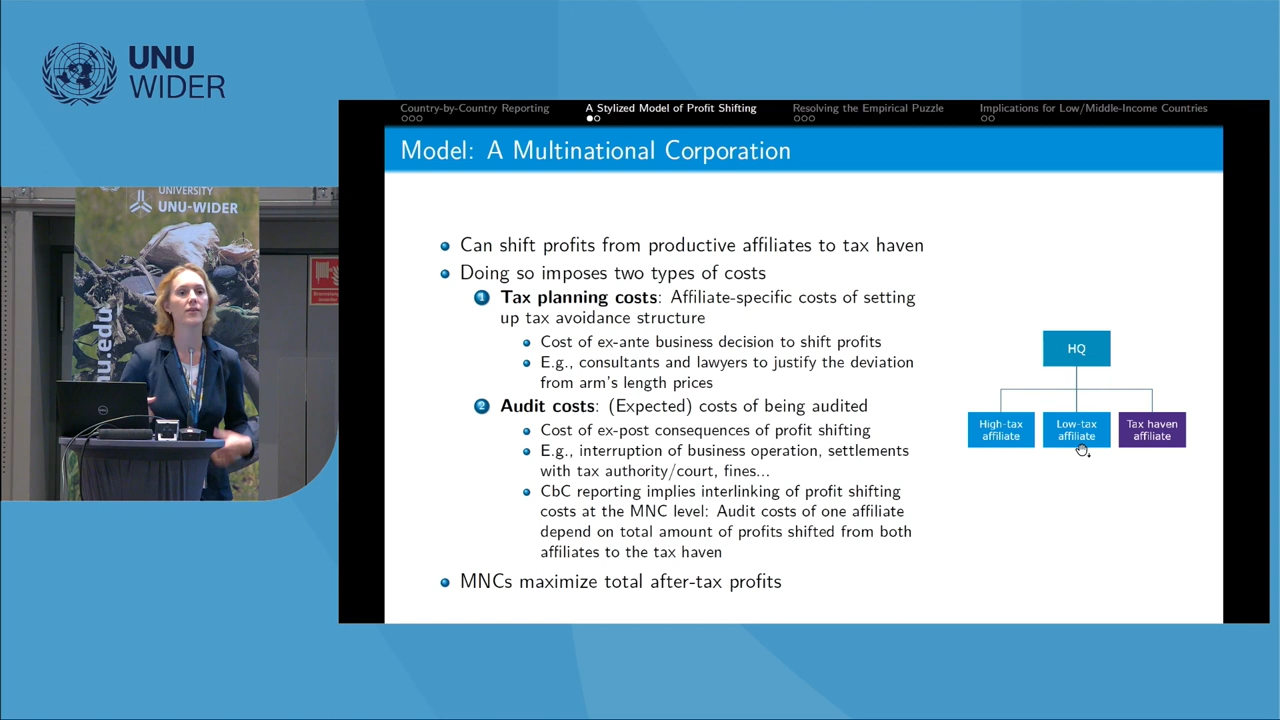 UNU
WIDER
UNIVERSITY
UNU-WIDER
nu.edu
DELL
Country-by-Country Reporting
A Stylized Model of Profit Shifting
Resolving the Empirical Puzzle
Implications for Low/Middle-Income Countries
Model: A Multinational Corporation
Can shift profits from productive affiliates to tax haven
Doing so imposes two types of costs
1 Tax planning costs: Affiliate-specific costs of setting
up tax avoidance structure
Cost of ex-ante business decision to shift profits
E.g., consultants and lawyers to justify the deviation
from arm's length prices
2 Audit costs: (Expected) costs of being audited
Cost of ex-post consequences of profit shifting
E.g., interruption of business operation, settlements
with tax authority/court, fines...
CbC reporting implies interlinking of profit shifting
costs at the MNC level: Audit costs of one affiliate
depend on total amount of profits shifted from both
affiliates to the tax haven
MNCs maximize total after-tax profits
HQ
High-tax
affiliate
Low-tax
affiliate
Tax haven
affiliate